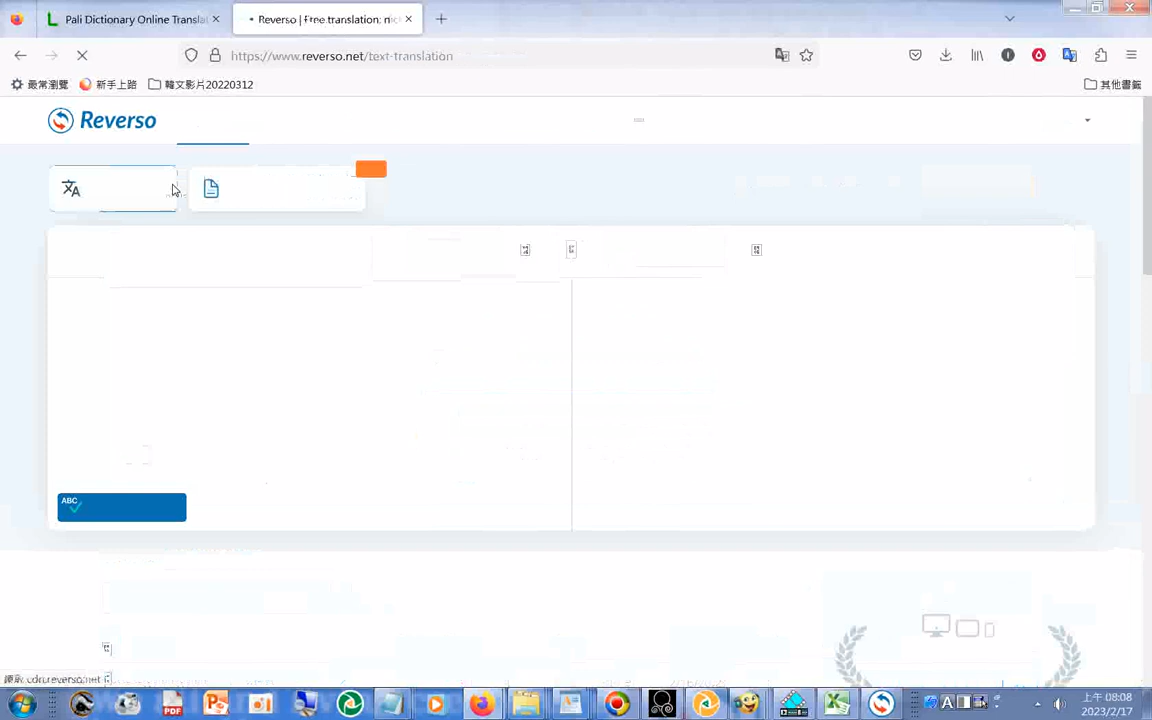 Pali Dictionary Online Transla
Reverso | Free translation, dic
https://www.reverso.net/text-translation
最常瀏覽
新手上路
韓文影片20220312
其他書籤
Reverso
ABC
cdn.reverso.net
上午 08:08
2023/2/17